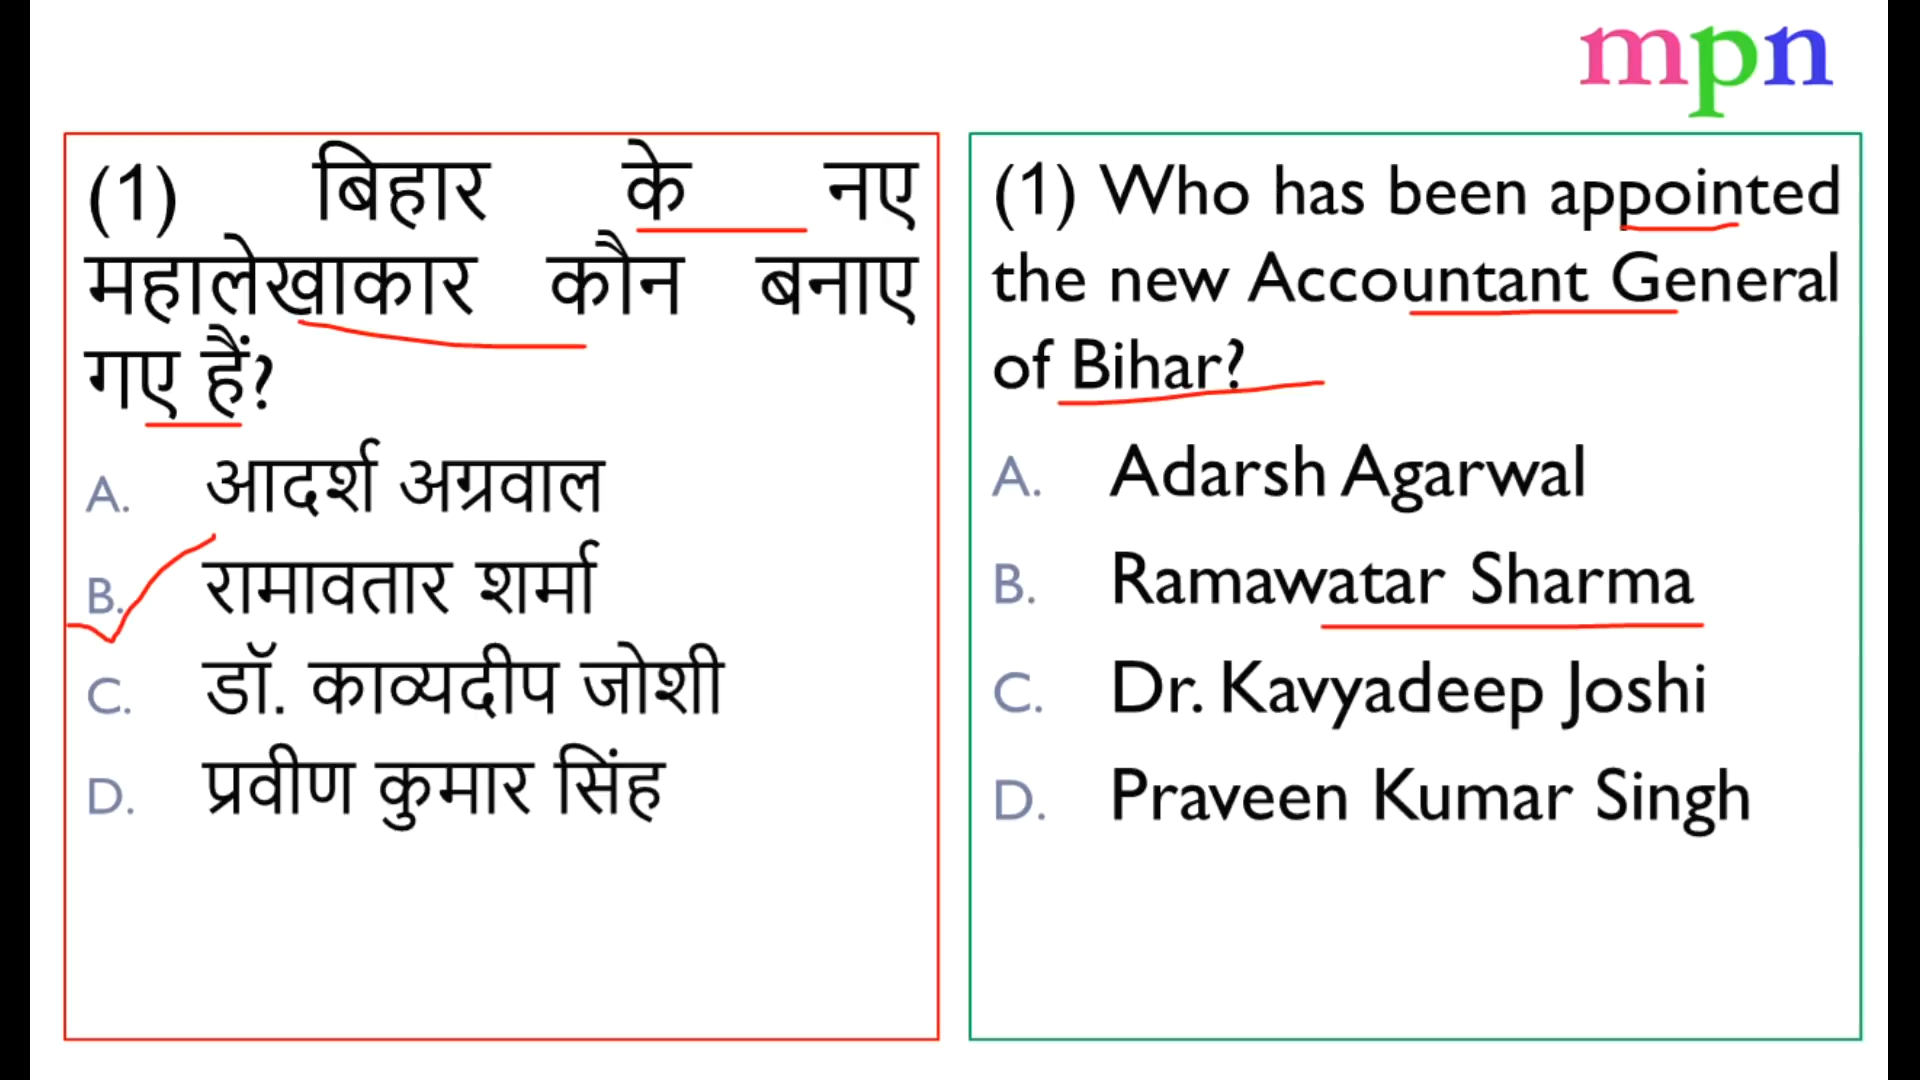 mpn
(1) बिहार के नए
महालेखाकार कौन बनाए
गए हैं?
A. आदर्श अग्रवाल
B. रामावतार शर्मा
C. डॉ. काव्यदीप जोशी
D. प्रवीण कुमार सिंह
(1) Who has been appointed
the new Accountant General
of Bihar?
A. Adarsh Agarwal
B. Ramawatar Sharma
C. Dr. Kavyadeep Joshi
D. Praveen Kumar Singh